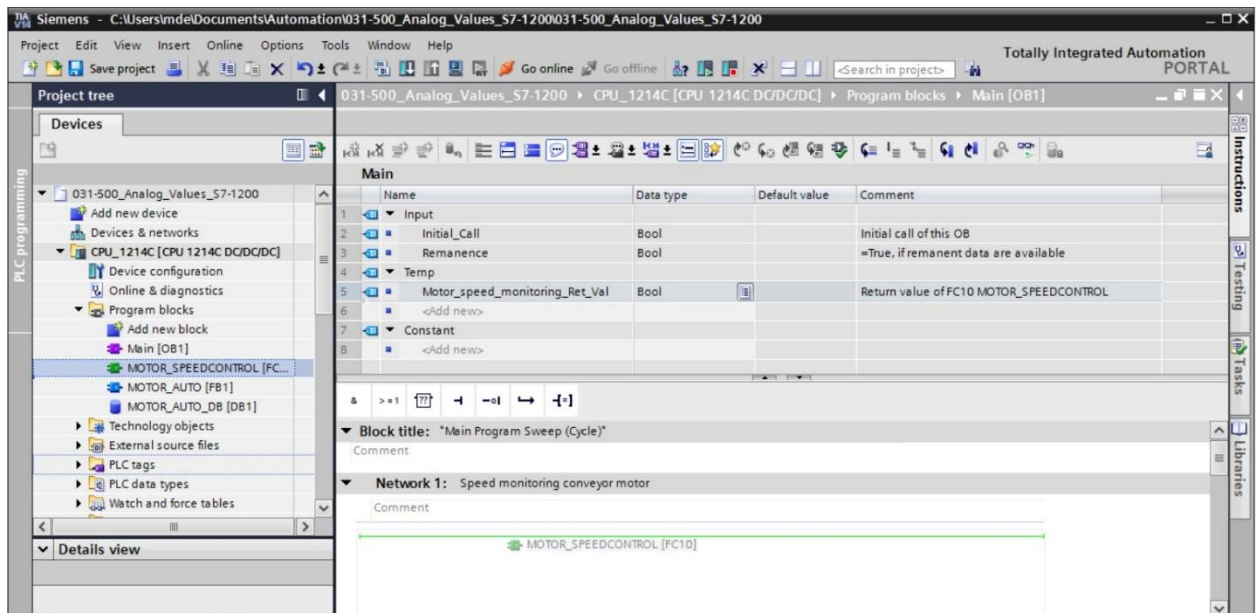 Siemens - C:\Users\mde\Documents\Automation\031-500_Analog_Values_S7-1200\031-500_Analog_Values_S7-1200
Project Edit View Insert Online Options Tools Window Help
Totally Integrated Automation
PORTAL
Save project Go online Go offline <Search in project>
Project tree
031-500_Analog_Values_S7-1200 CPU_1214C [CPU 1214C DC/DC/DC] Program blocks Main [OB1]
Devices
PLC programming
031-500_Analog_Values_S7-1200
Add new device
Devices & networks
CPU_1214C [CPU 1214C DC/DC/DC]
Device configuration
Online & diagnostics
Program blocks
Add new block
Main [OB1]
MOTOR_SPEEDCONTROL [FC...
MOTOR_AUTO [FB1]
MOTOR_AUTO_DB [DB1]
Technology objects
External source files
PLC tags
PLC data types
Watch and force tables
Details view
Main
Name Data type Default value Comment
1 Input
2 Initial_Call Bool Initial call of this OB
3 Remanence Bool =True, if remanent data are available
4 Temp
5 Motor_speed_monitoring_Ret_Val Bool Return value of FC10 MOTOR_SPEEDCONTROL
6 <Add new>
7 Constant
8 <Add new>
& >=1 ?? -| -o| -[=]
Block title: "Main Program Sweep (Cycle)"
Comment
Network 1: Speed monitoring conveyor motor
Comment
MOTOR_SPEEDCONTROL [FC10]
Instructions
Testing
Tasks
Libraries